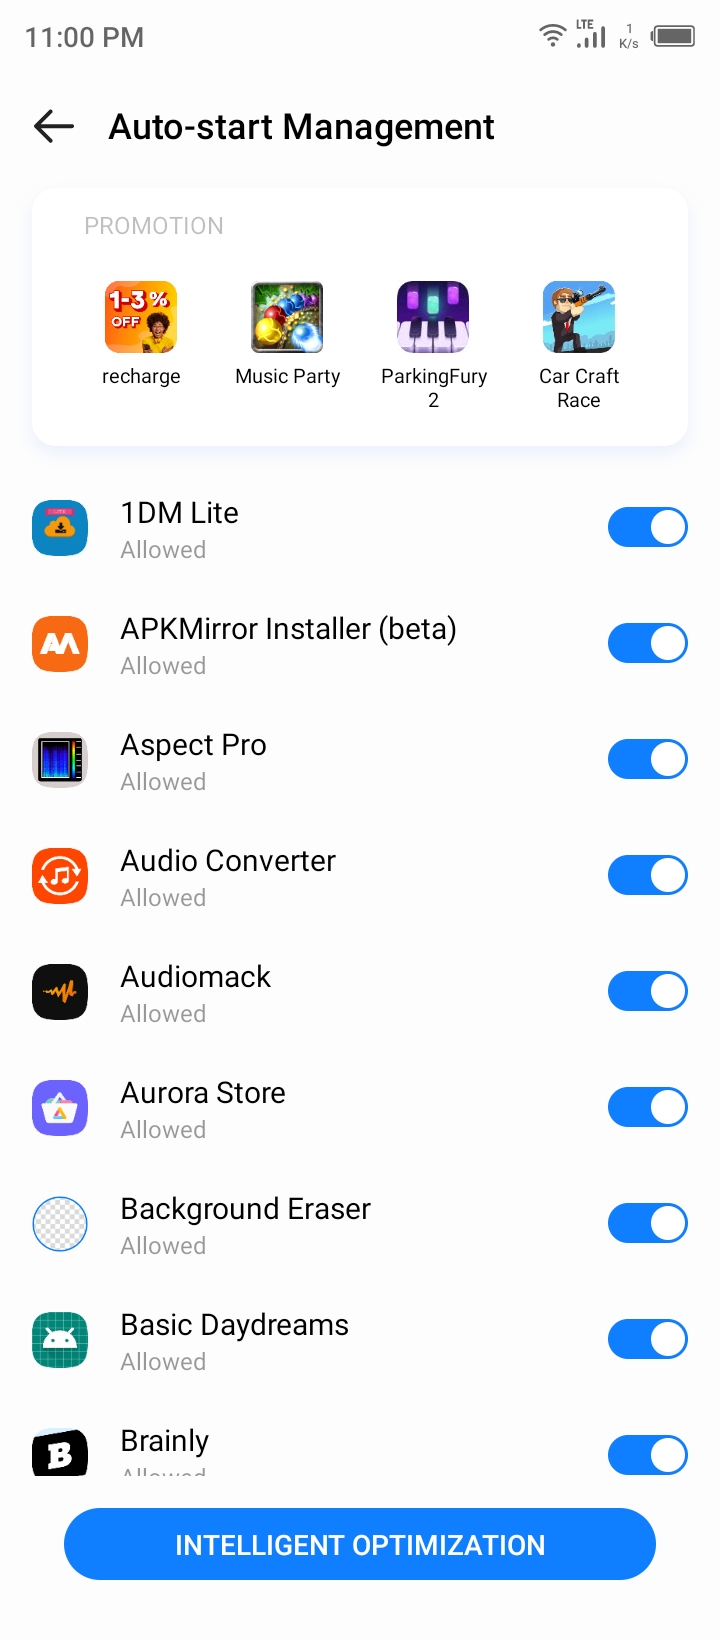 11:00 PM
LTE
1
K/s
Auto-start Management
PROMOTION
1-3%
OFF
recharge
Music Party
ParkingFury
2
Car Craft
Race
LITE
1DM Lite
Allowed
APKMirror Installer (beta)
Allowed
Aspect Pro
Allowed
Audio Converter
Allowed
Audiomack
Allowed
Aurora Store
Allowed
Background Eraser
Allowed
Basic Daydreams
Allowed
B
Brainly
Allowed
INTELLIGENT OPTIMIZATION